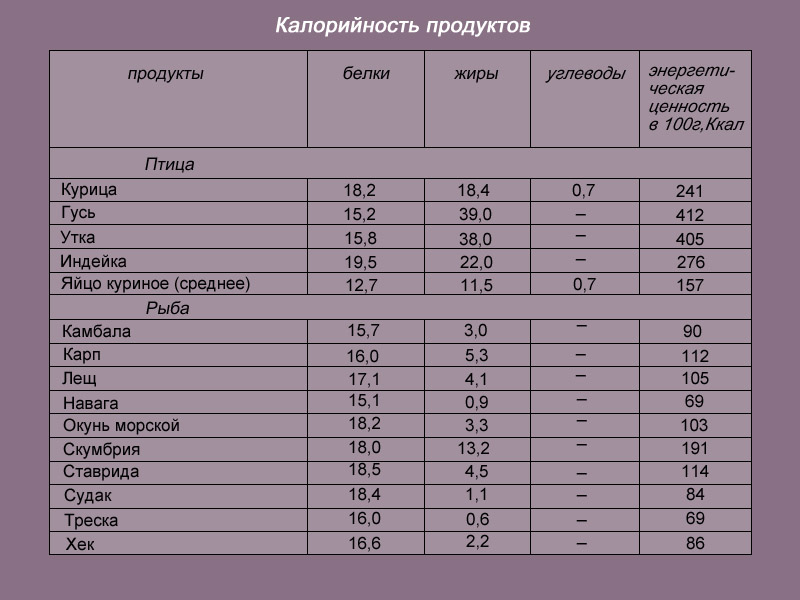 Калорийность продуктов
продукты белки жиры углеводы энергети-
ческая
ценность
в 100г,Ккал
Птица
Курица 18,2 18,4 0,7 241
Гусь 15,2 39,0 – 412
Утка 15,8 38,0 – 405
Индейка 19,5 22,0 – 276
Яйцо куриное (среднее) 12,7 11,5 0,7 157
Рыба
Камбала 15,7 3,0 – 90
Карп 16,0 5,3 – 112
Лещ 17,1 4,1 – 105
Навага 15,1 0,9 – 69
Окунь морской 18,2 3,3 – 103
Скумбрия 18,0 13,2 – 191
Ставрида 18,5 4,5 – 114
Судак 18,4 1,1 – 84
Треска 16,0 0,6 – 69
Хек 16,6 2,2 – 86